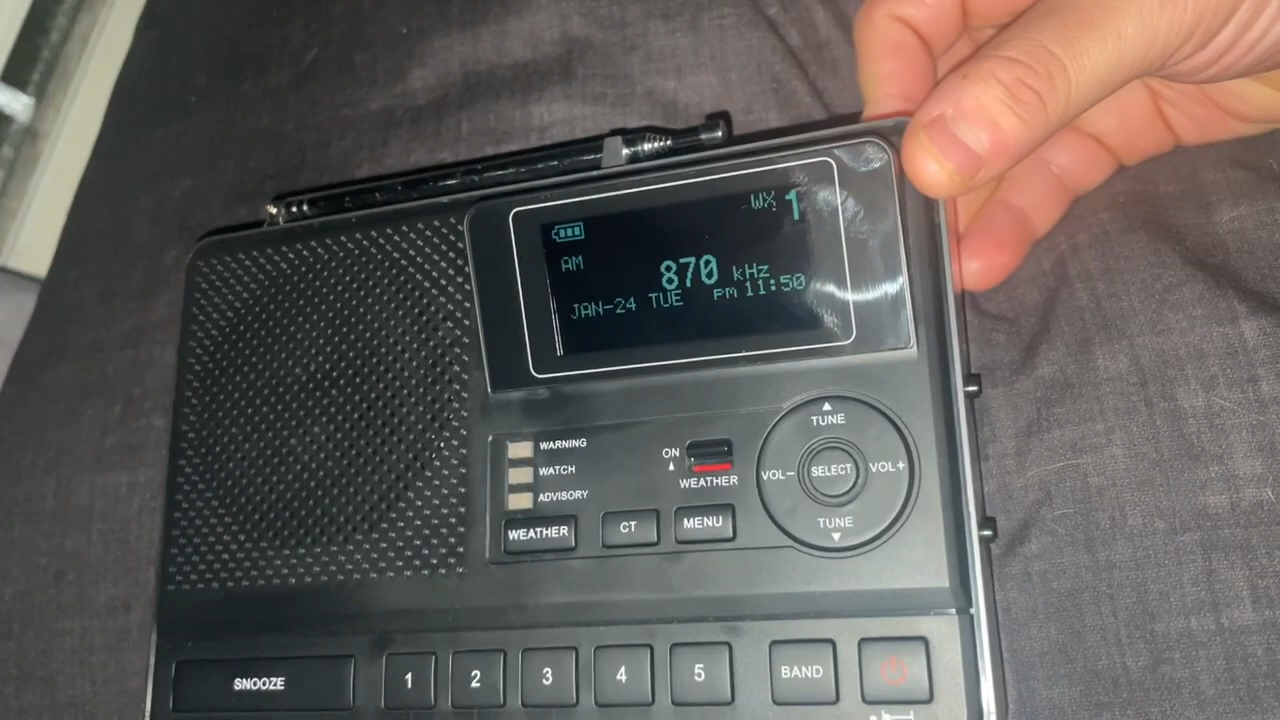 WX 1
AM
870 kHz
JAN-24 TUE PM 11:50
WARNING
WATCH
ADVISORY
ON
WEATHER
WEATHER
CT
MENU
TUNE
VOL-
SELECT
VOL+
TUNE
SNOOZE
1
2
3
4
5
BAND